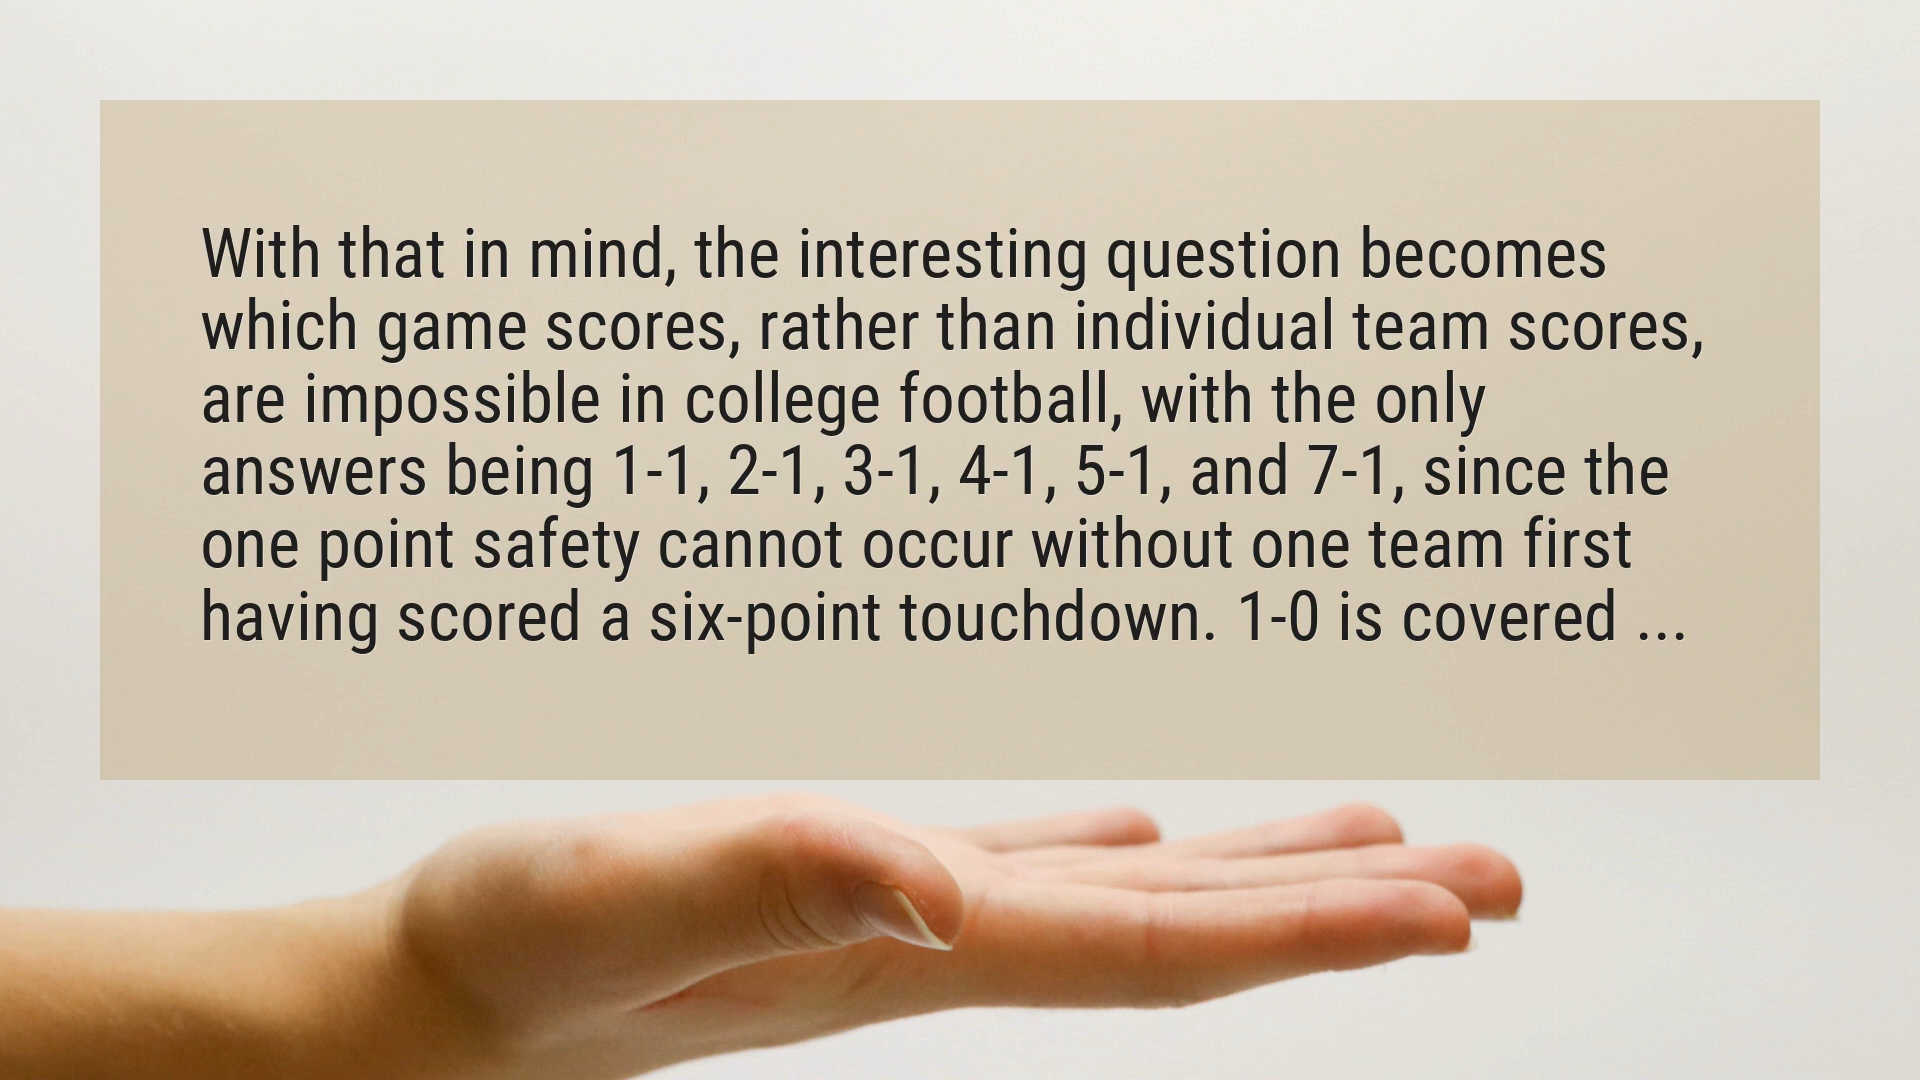 With that in mind, the interesting question becomes
which game scores, rather than individual team scores,
are impossible in college football, with the only
answers being 1-1, 2-1, 3-1, 4-1, 5-1, and 7-1, since the
one point safety cannot occur without one team first
having scored a six-point touchdown. 1-0 is covered ...